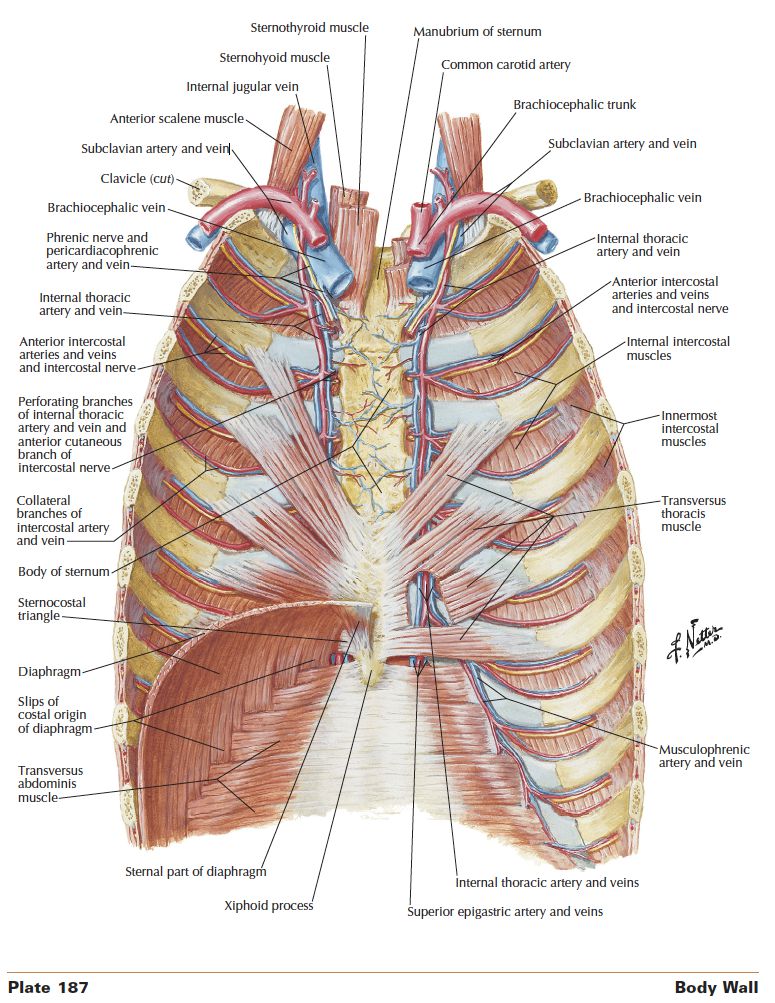 Sternothyroid muscle
Manubrium of sternum
Sternohyoid muscle
Common carotid artery
Internal jugular vein
Brachiocephalic trunk
Anterior scalene muscle
Subclavian artery and vein
Subclavian artery and vein
Clavicle (cut)
Brachiocephalic vein
Brachiocephalic vein
Phrenic nerve and
pericardiacophrenic
artery and vein
Internal thoracic
artery and vein
Internal thoracic
artery and vein
Anterior intercostal
arteries and veins
and intercostal nerve
Anterior intercostal
arteries and veins
and intercostal nerve
Internal intercostal
muscles
Perforating branches
of internal thoracic
artery and vein and
anterior cutaneous
branch of
intercostal nerve
Innermost
intercostal
muscles
Collateral
branches of
intercostal artery
and vein
Transversus
thoracis
muscle
Body of sternum
Sternocostal
triangle
F. Netter
M.D.
Diaphragm
Slips of
costal origin
of diaphragm
Musculophrenic
artery and vein
Transversus
abdominis
muscle
Sternal part of diaphragm
Internal thoracic artery and veins
Xiphoid process
Superior epigastric artery and veins
Plate 187
Body Wall